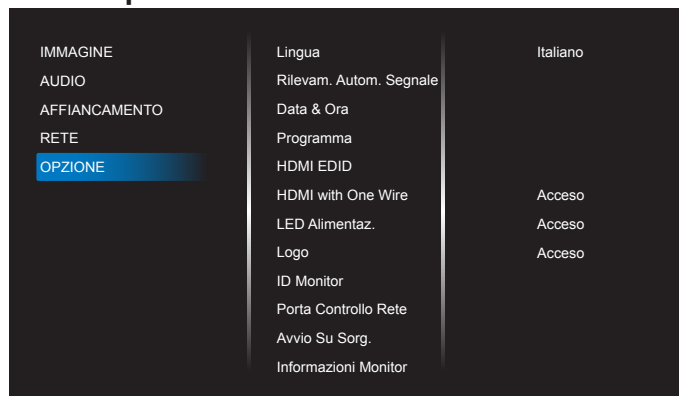 IMMAGINE Lingua Italiano
AUDIO Rilevam. Autom. Segnale
AFFIANCAMENTO Data & Ora
RETE Programma
OPZIONE HDMI EDID
HDMI with One Wire Acceso
LED Alimentaz. Acceso
Logo Acceso
ID Monitor
Porta Controllo Rete
Avvio Su Sorg.
Informazioni Monitor